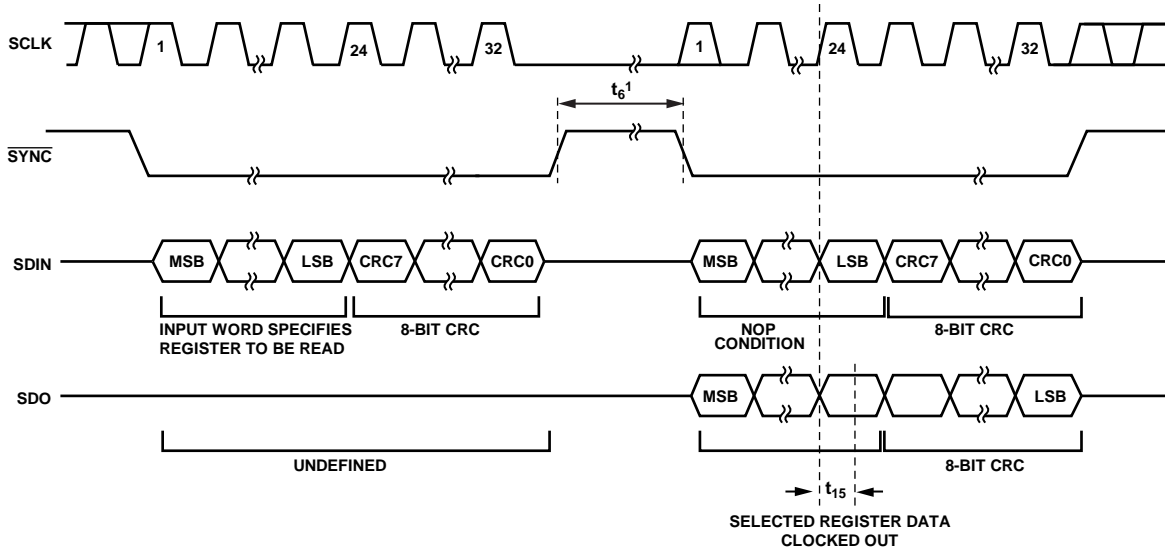 SCLK 1 24 32 1 24 32
t₆¹
SYNC
SDIN MSB LSB CRC7 CRC0 MSB LSB CRC7 CRC0
INPUT WORD SPECIFIES
REGISTER TO BE READ
8-BIT CRC
NOP
CONDITION
8-BIT CRC
SDO MSB LSB
UNDEFINED
8-BIT CRC
t₁₅
SELECTED REGISTER DATA
CLOCKED OUT